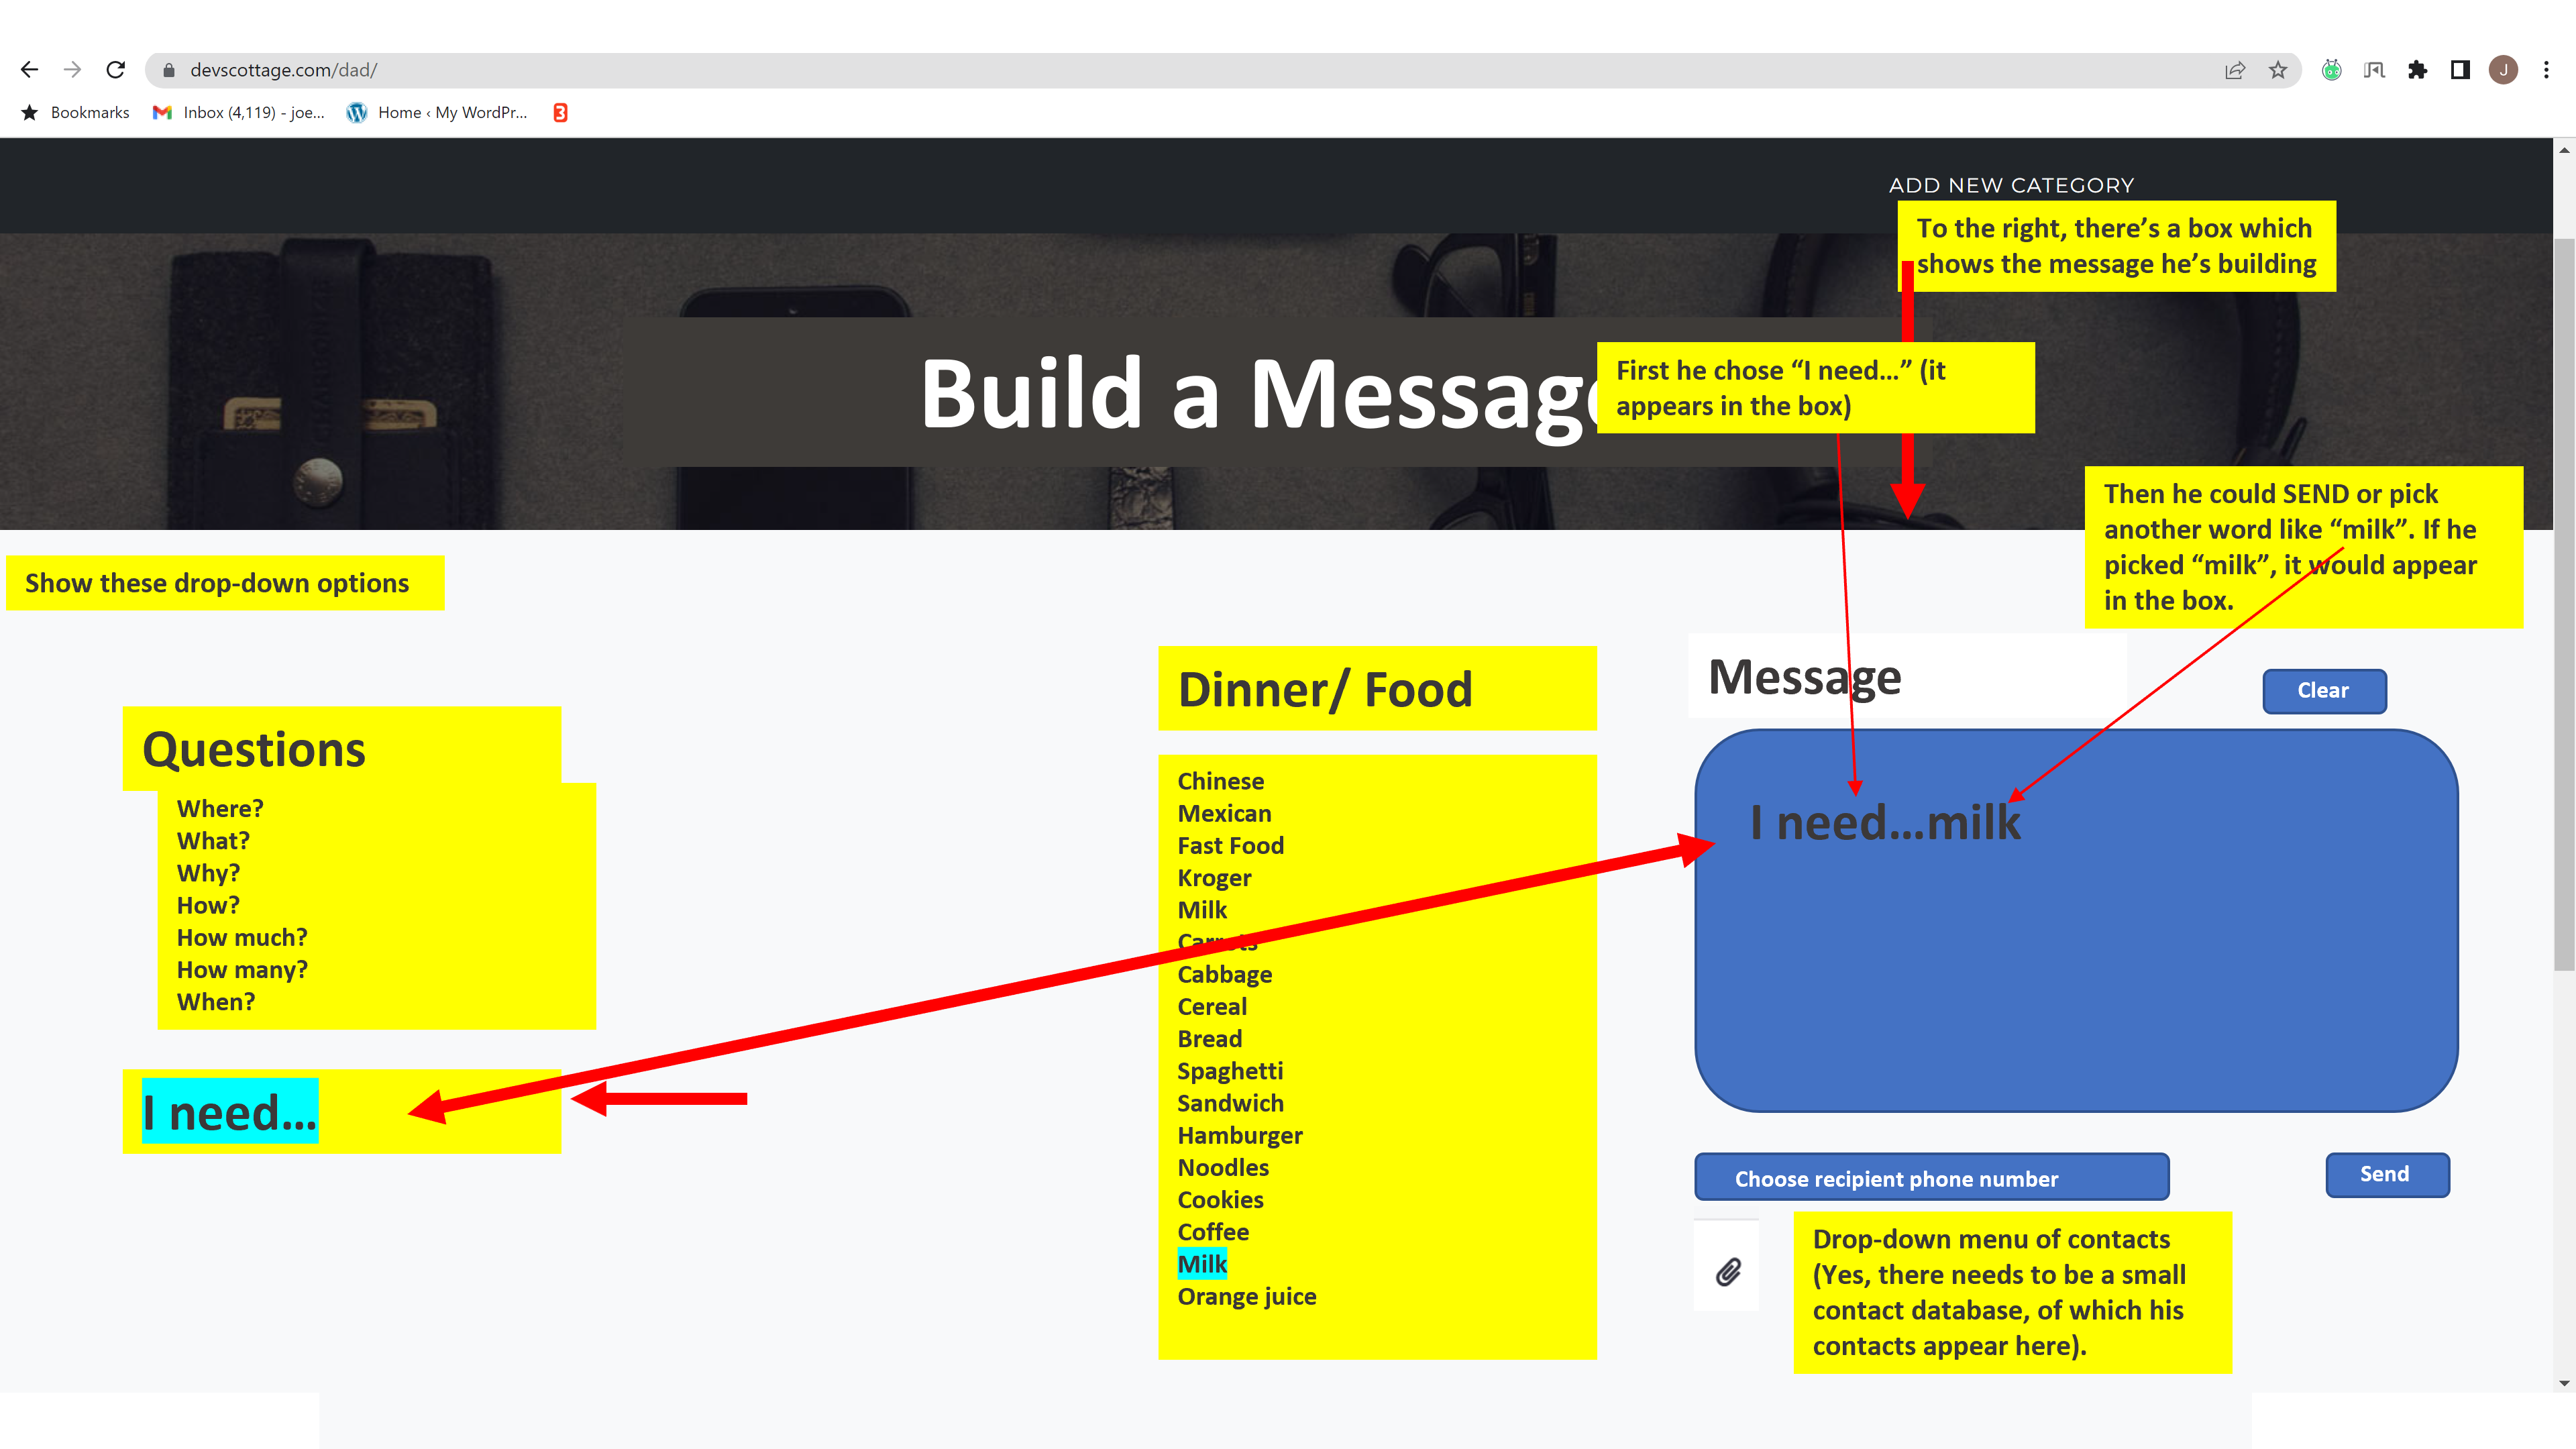 devscottage.com/dad/
J
Bookmarks
Inbox (4,119) - joe...
Home ‹ My WordPr...
3
ADD NEW CATEGORY
To the right, there’s a box which
shows the message he’s building
Build a Message
First he chose “I need…” (it
appears in the box)
Then he could SEND or pick
another word like “milk”. If he
picked “milk”, it would appear
in the box.
Show these drop-down options
Questions
Where?
What?
Why?
How?
How much?
How many?
When?
I need…
Dinner/ Food
Chinese
Mexican
Fast Food
Kroger
Milk
Carrots
Cabbage
Cereal
Bread
Spaghetti
Sandwich
Hamburger
Noodles
Cookies
Coffee
Milk
Orange juice
Message
Clear
I need…milk
Choose recipient phone number
Send
Drop-down menu of contacts
(Yes, there needs to be a small
contact database, of which his
contacts appear here).